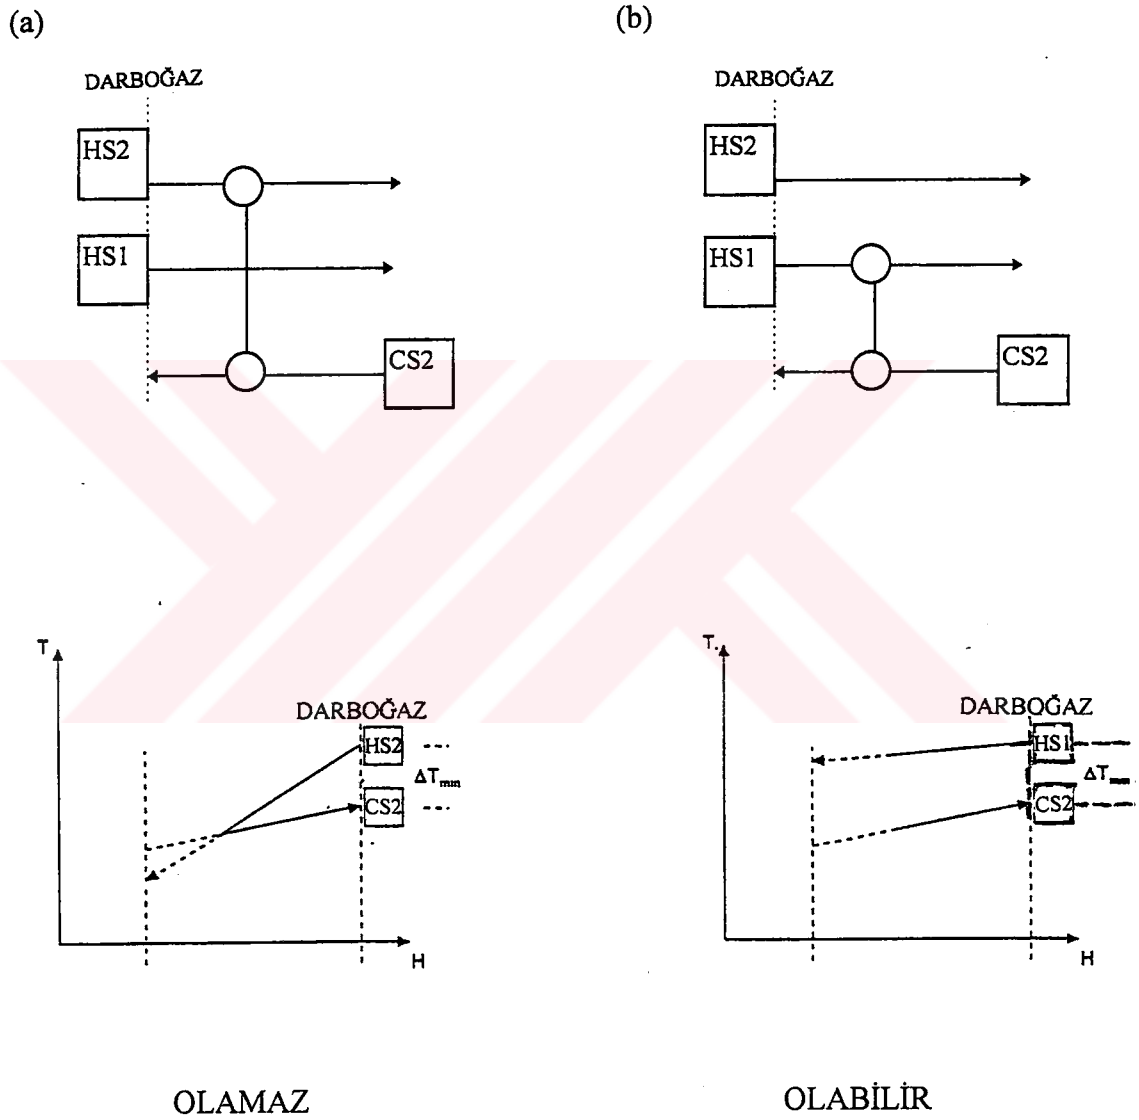 (a)
DARBOĞAZ
HS2
HS1
CS2
T
DARBOĞAZ
HS2
ΔTmin
CS2
H
OLAMAZ
(b)
DARBOĞAZ
HS2
HS1
CS2
T.
DARBOĞAZ
HS1
ΔTmin
CS2
H
OLABİLİR